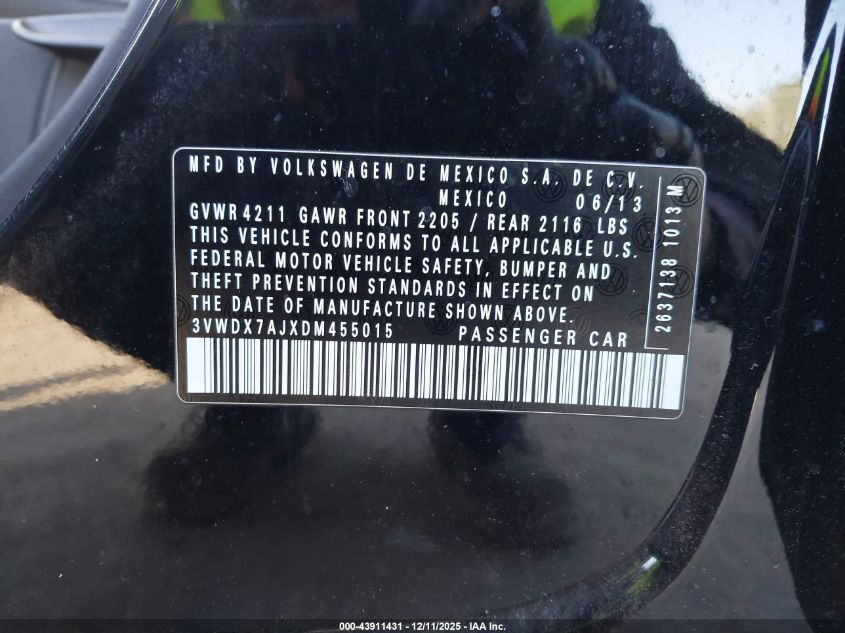 MFD BY VOLKSWAGEN DE MEXICO S.A. DE C.V.
MEXICO 06/13
GVWR 4211 GAWR FRONT 2205 / REAR 2116 LBS
THIS VEHICLE CONFORMS TO ALL APPLICABLE U.S.
FEDERAL MOTOR VEHICLE SAFETY, BUMPER AND
THEFT PREVENTION STANDARDS IN EFFECT ON
THE DATE OF MANUFACTURE SHOWN ABOVE.
3VWDX7AJXDM455015 PASSENGER CAR
2637138 1013 M
000-43911431 - 12/11/2025 - IAA Inc.